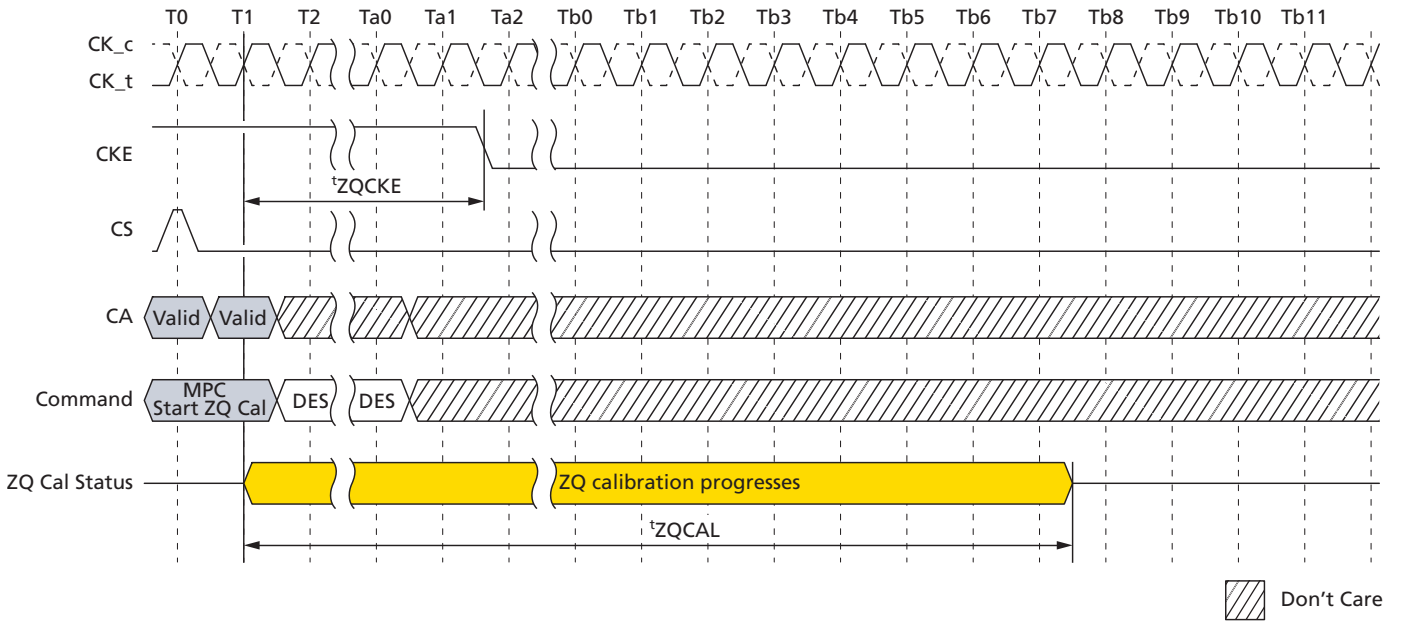 T0 T1 T2 Ta0 Ta1 Ta2 Tb0 Tb1 Tb2 Tb3 Tb4 Tb5 Tb6 Tb7 Tb8 Tb9 Tb10 Tb11
CK_c
CK_t
CKE
tZQCKE
CS
CA
Valid Valid
Command
MPC
Start ZQ Cal
DES DES
ZQ Cal Status
ZQ calibration progresses
tZQCAL
Don't Care